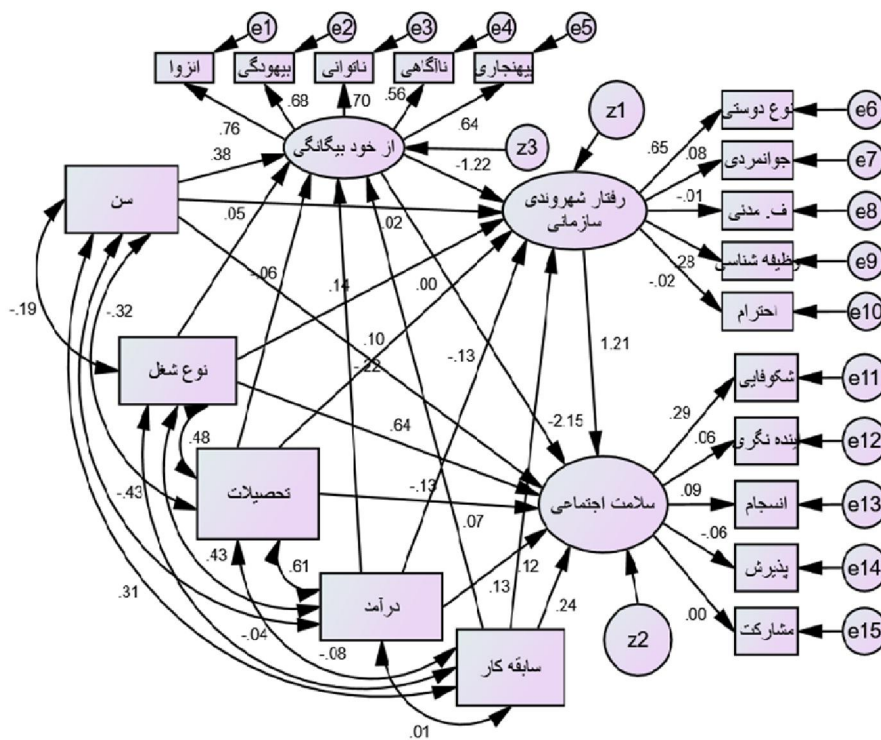 e1 e2 e3 e4 e5
انزوا بیهودگی ناتوانی ناآگاهی بیهنجاری
.76 .68 .70 .56 .64
از خود بیگانگی
z3
z1
-1.22
نوع دوستی e6
جوانمردی e7
ف. مدنی e8
وظیفه شناسی e9
احترام e10
.65 .08 -.01 .28 -.02
رفتار شهروندی
سازمانی
سن
.38
.05
.02
.06
.00
.14
-.19
-.32
.10
-.22
-.13
1.21
نوع شغل
.64
-2.15
.48
شکوفایی e11
e12
انسجام e13
پذیرش e14
مشارکت e15
.29 .06 .09 -.06 .00
تحصیلات
سلامت اجتماعی
-.13
.07
-.43
.43
.61
.31
درآمد
.13
.12
.24
z2
-.04
-.08
سابقه کار
.01